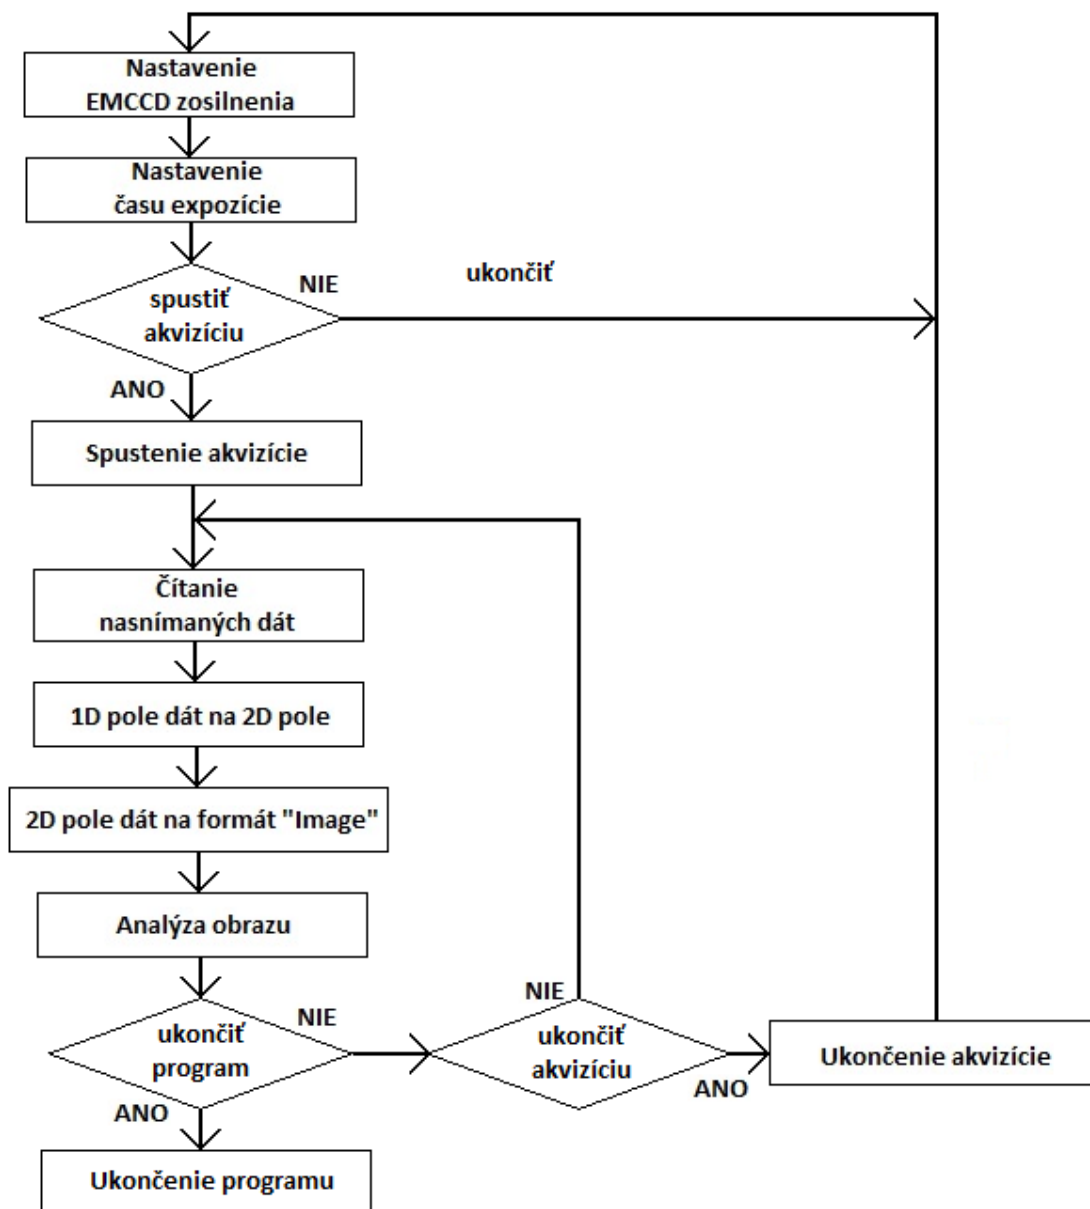 Nastavenie
EMCCD zosilnenia
Nastavenie
času expozície
spustiť
akvizíciu
NIE
ukončiť
ANO
Spustenie akvizície
Čítanie
nasnímaných dát
1D pole dát na 2D pole
2D pole dát na formát "Image"
Analýza obrazu
ukončiť
program
NIE
NIE
ukončiť
akvizíciu
ANO
Ukončenie akvizície
ANO
Ukončenie programu